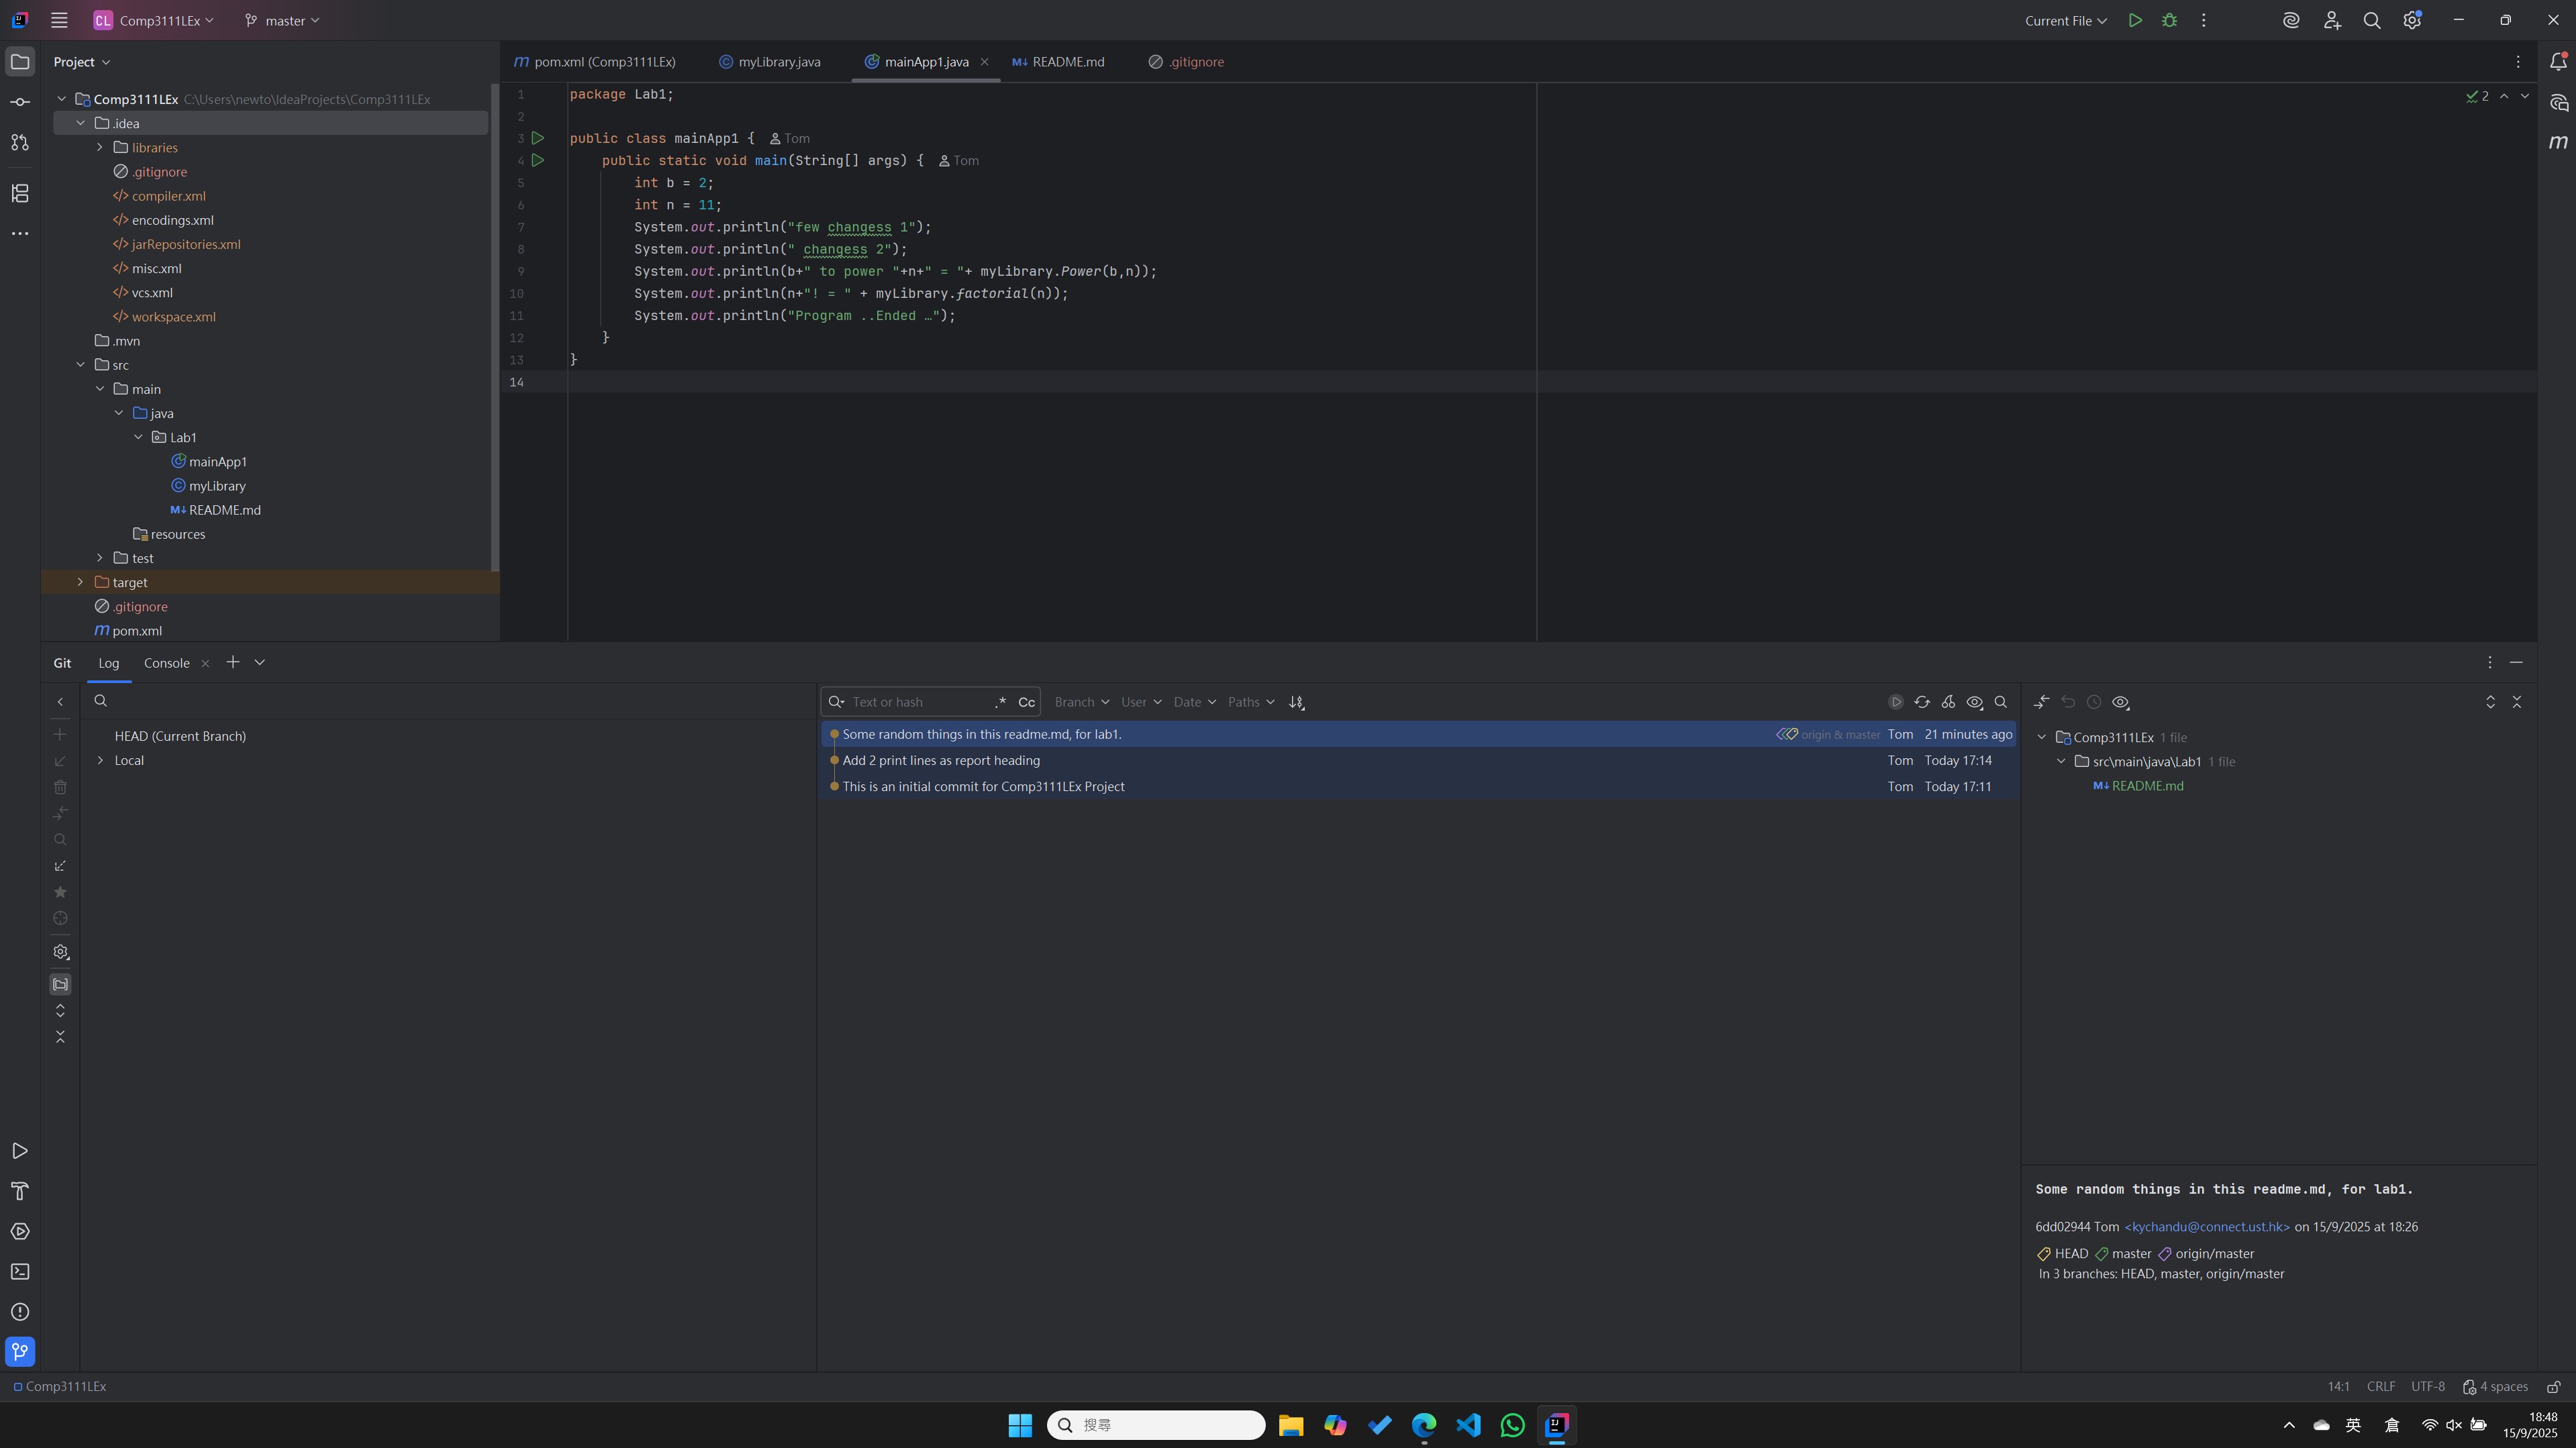 CL Comp3111LEx master Current File
Project
Comp3111LEx C:\Users\newto\IdeaProjects\Comp3111LEx
.idea
libraries
.gitignore
compiler.xml
encodings.xml
jarRepositories.xml
misc.xml
vcs.xml
workspace.xml
.mvn
src
main
java
Lab1
mainApp1
myLibrary
README.md
resources
test
target
.gitignore
pom.xml
pom.xml (Comp3111LEx) myLibrary.java mainApp1.java README.md .gitignore
2
1 package Lab1;
2
3 public class mainApp1 { Tom
4 public static void main(String[] args) { Tom
5 int b = 2;
6 int n = 11;
7 System.out.println("few changess 1");
8 System.out.println(" changess 2");
9 System.out.println(b+" to power "+n+" = "+ myLibrary.Power(b,n));
10 System.out.println(n+"! = " + myLibrary.factorial(n));
11 System.out.println("Program ..Ended …");
12 }
13 }
14
Git Log Console
HEAD (Current Branch)
Local
Text or hash .* Cc Branch User Date Paths
Some random things in this readme.md, for lab1. origin & master Tom 21 minutes ago
Add 2 print lines as report heading Tom Today 17:14
This is an initial commit for Comp3111LEx Project Tom Today 17:11
Comp3111LEx 1 file
src\main\java\Lab1 1 file
README.md
Some random things in this readme.md, for lab1.
6dd02944 Tom <kychandu@connect.ust.hk> on 15/9/2025 at 18:26
HEAD master origin/master
In 3 branches: HEAD, master, origin/master
Comp3111LEx 14:1 CRLF UTF-8 4 spaces
搜尋 英 倉 18:48
15/9/2025